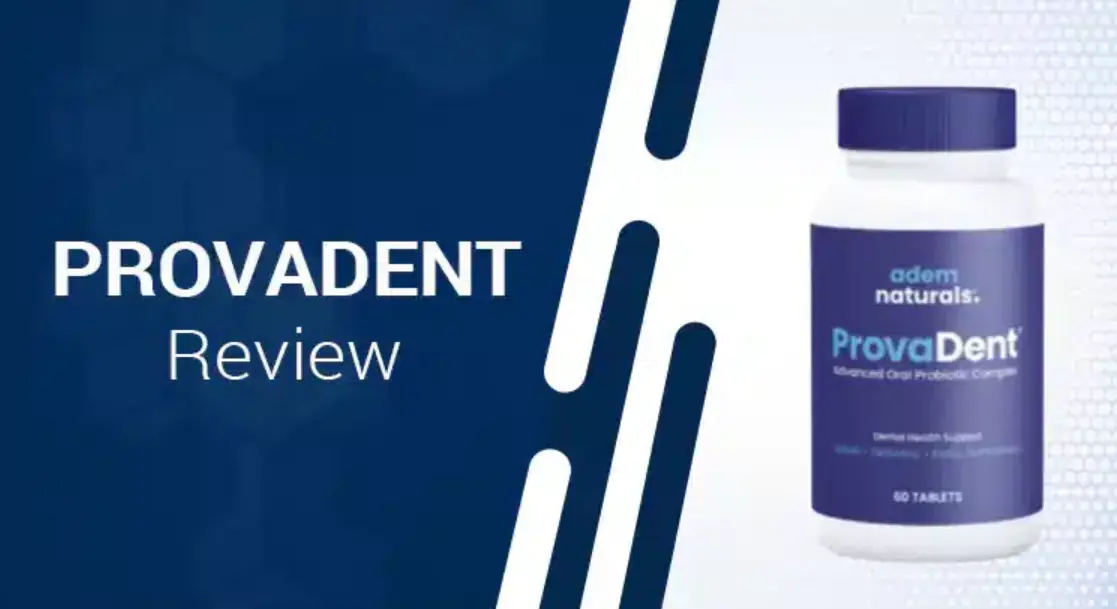 PROVADENT
Review
adem
naturals.
ProvaDent
Advanced Oral Probiotic Complex
Dental Health Support
60 TABLETS